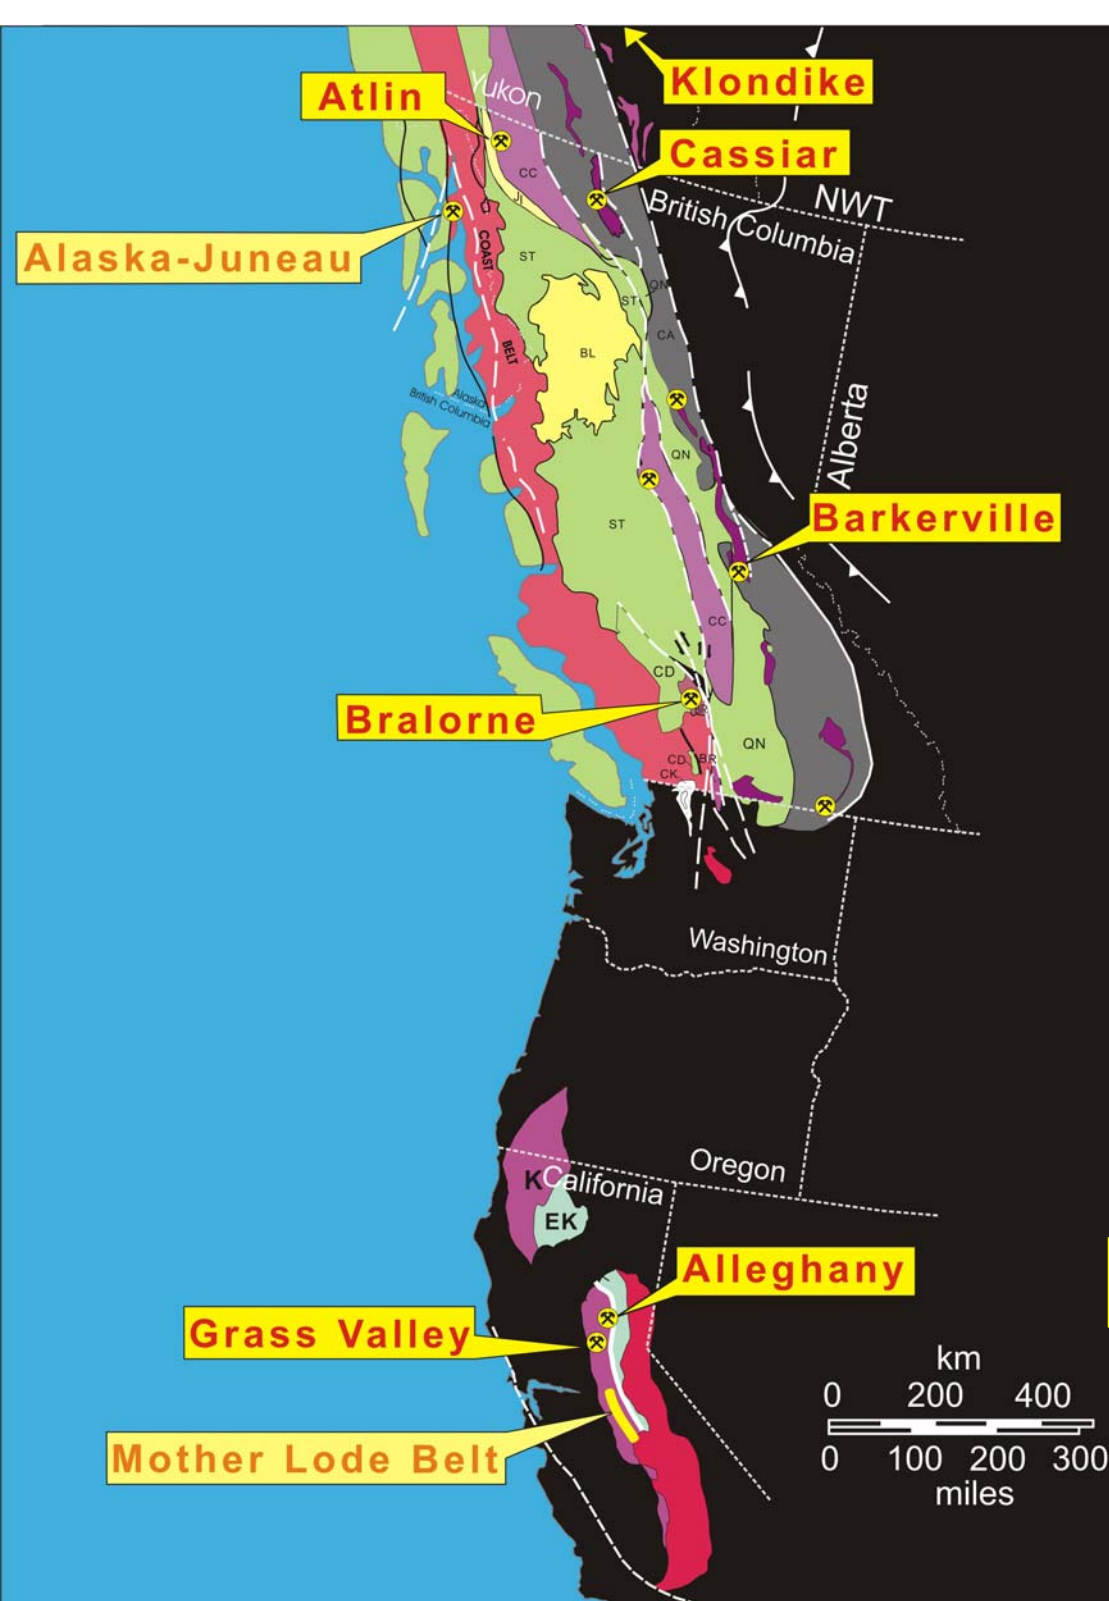 Klondike
Atlin
Yukon
Cassiar
CC
NWT
British Columbia
Alaska-Juneau
COAST
ST
QN
ST
CA
BELT
BL
Alaska
British Columbia
Alberta
QN
Barkerville
ST
CC
CD
Bralorne
QN
CD
BR
CK
Washington
Oregon
K
California
EK
Alleghany
Grass Valley
km
0 200 400
Mother Lode Belt
0 100 200 300
miles